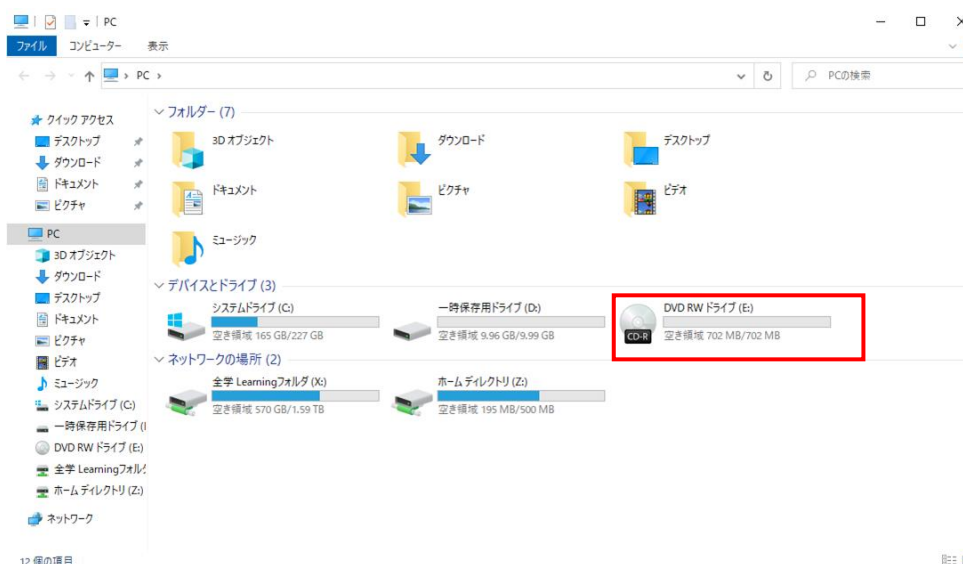 PC
ファイル コンピューター 表示
PC
PCの検索
クイック アクセス
デスクトップ
ダウンロード
ドキュメント
ピクチャ
PC
3D オブジェクト
ダウンロード
デスクトップ
ドキュメント
ピクチャ
ビデオ
ミュージック
システムドライブ (C:)
一時保存用ドライブ (
DVD RW ドライブ (E:)
全学 Learningフォル
ホーム ディレクトリ (Z:)
ネットワーク
フォルダー (7)
3D オブジェクト
ダウンロード
デスクトップ
ドキュメント
ピクチャ
ビデオ
ミュージック
デバイスとドライブ (3)
システムドライブ (C:)
空き領域 165 GB/227 GB
一時保存用ドライブ (D:)
空き領域 9.96 GB/9.99 GB
CD-R
DVD RW ドライブ (E:)
空き領域 702 MB/702 MB
ネットワークの場所 (2)
全学 Learningフォルダ (X:)
空き領域 570 GB/1.59 TB
ホーム ディレクトリ (Z:)
空き領域 195 MB/500 MB
12 個の項目